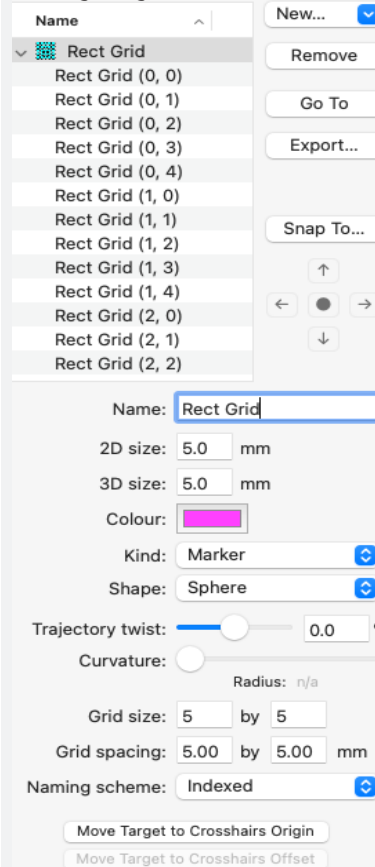 Name
New...
Rect Grid
Remove
Rect Grid (0, 0)
Rect Grid (0, 1)
Go To
Rect Grid (0, 2)
Rect Grid (0, 3)
Export...
Rect Grid (0, 4)
Rect Grid (1, 0)
Rect Grid (1, 1)
Snap To...
Rect Grid (1, 2)
Rect Grid (1, 3)
Rect Grid (1, 4)
Rect Grid (2, 0)
Rect Grid (2, 1)
Rect Grid (2, 2)
Name: Rect Grid
2D size: 5.0 mm
3D size: 5.0 mm
Colour:
Kind: Marker
Shape: Sphere
Trajectory twist: 0.0 °
Curvature:
Radius: n/a
Grid size: 5 by 5
Grid spacing: 5.00 by 5.00 mm
Naming scheme: Indexed
Move Target to Crosshairs Origin
Move Target to Crosshairs Offset